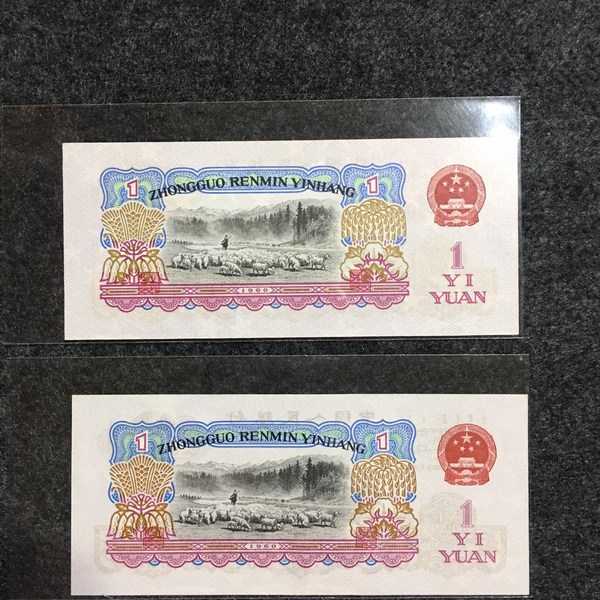 1 ZHONGGUO RENMIN YINHANG 1
1
YI
YUAN
1960
1 ZHONGGUO RENMIN YINHANG 1
1
YI
YUAN
1960